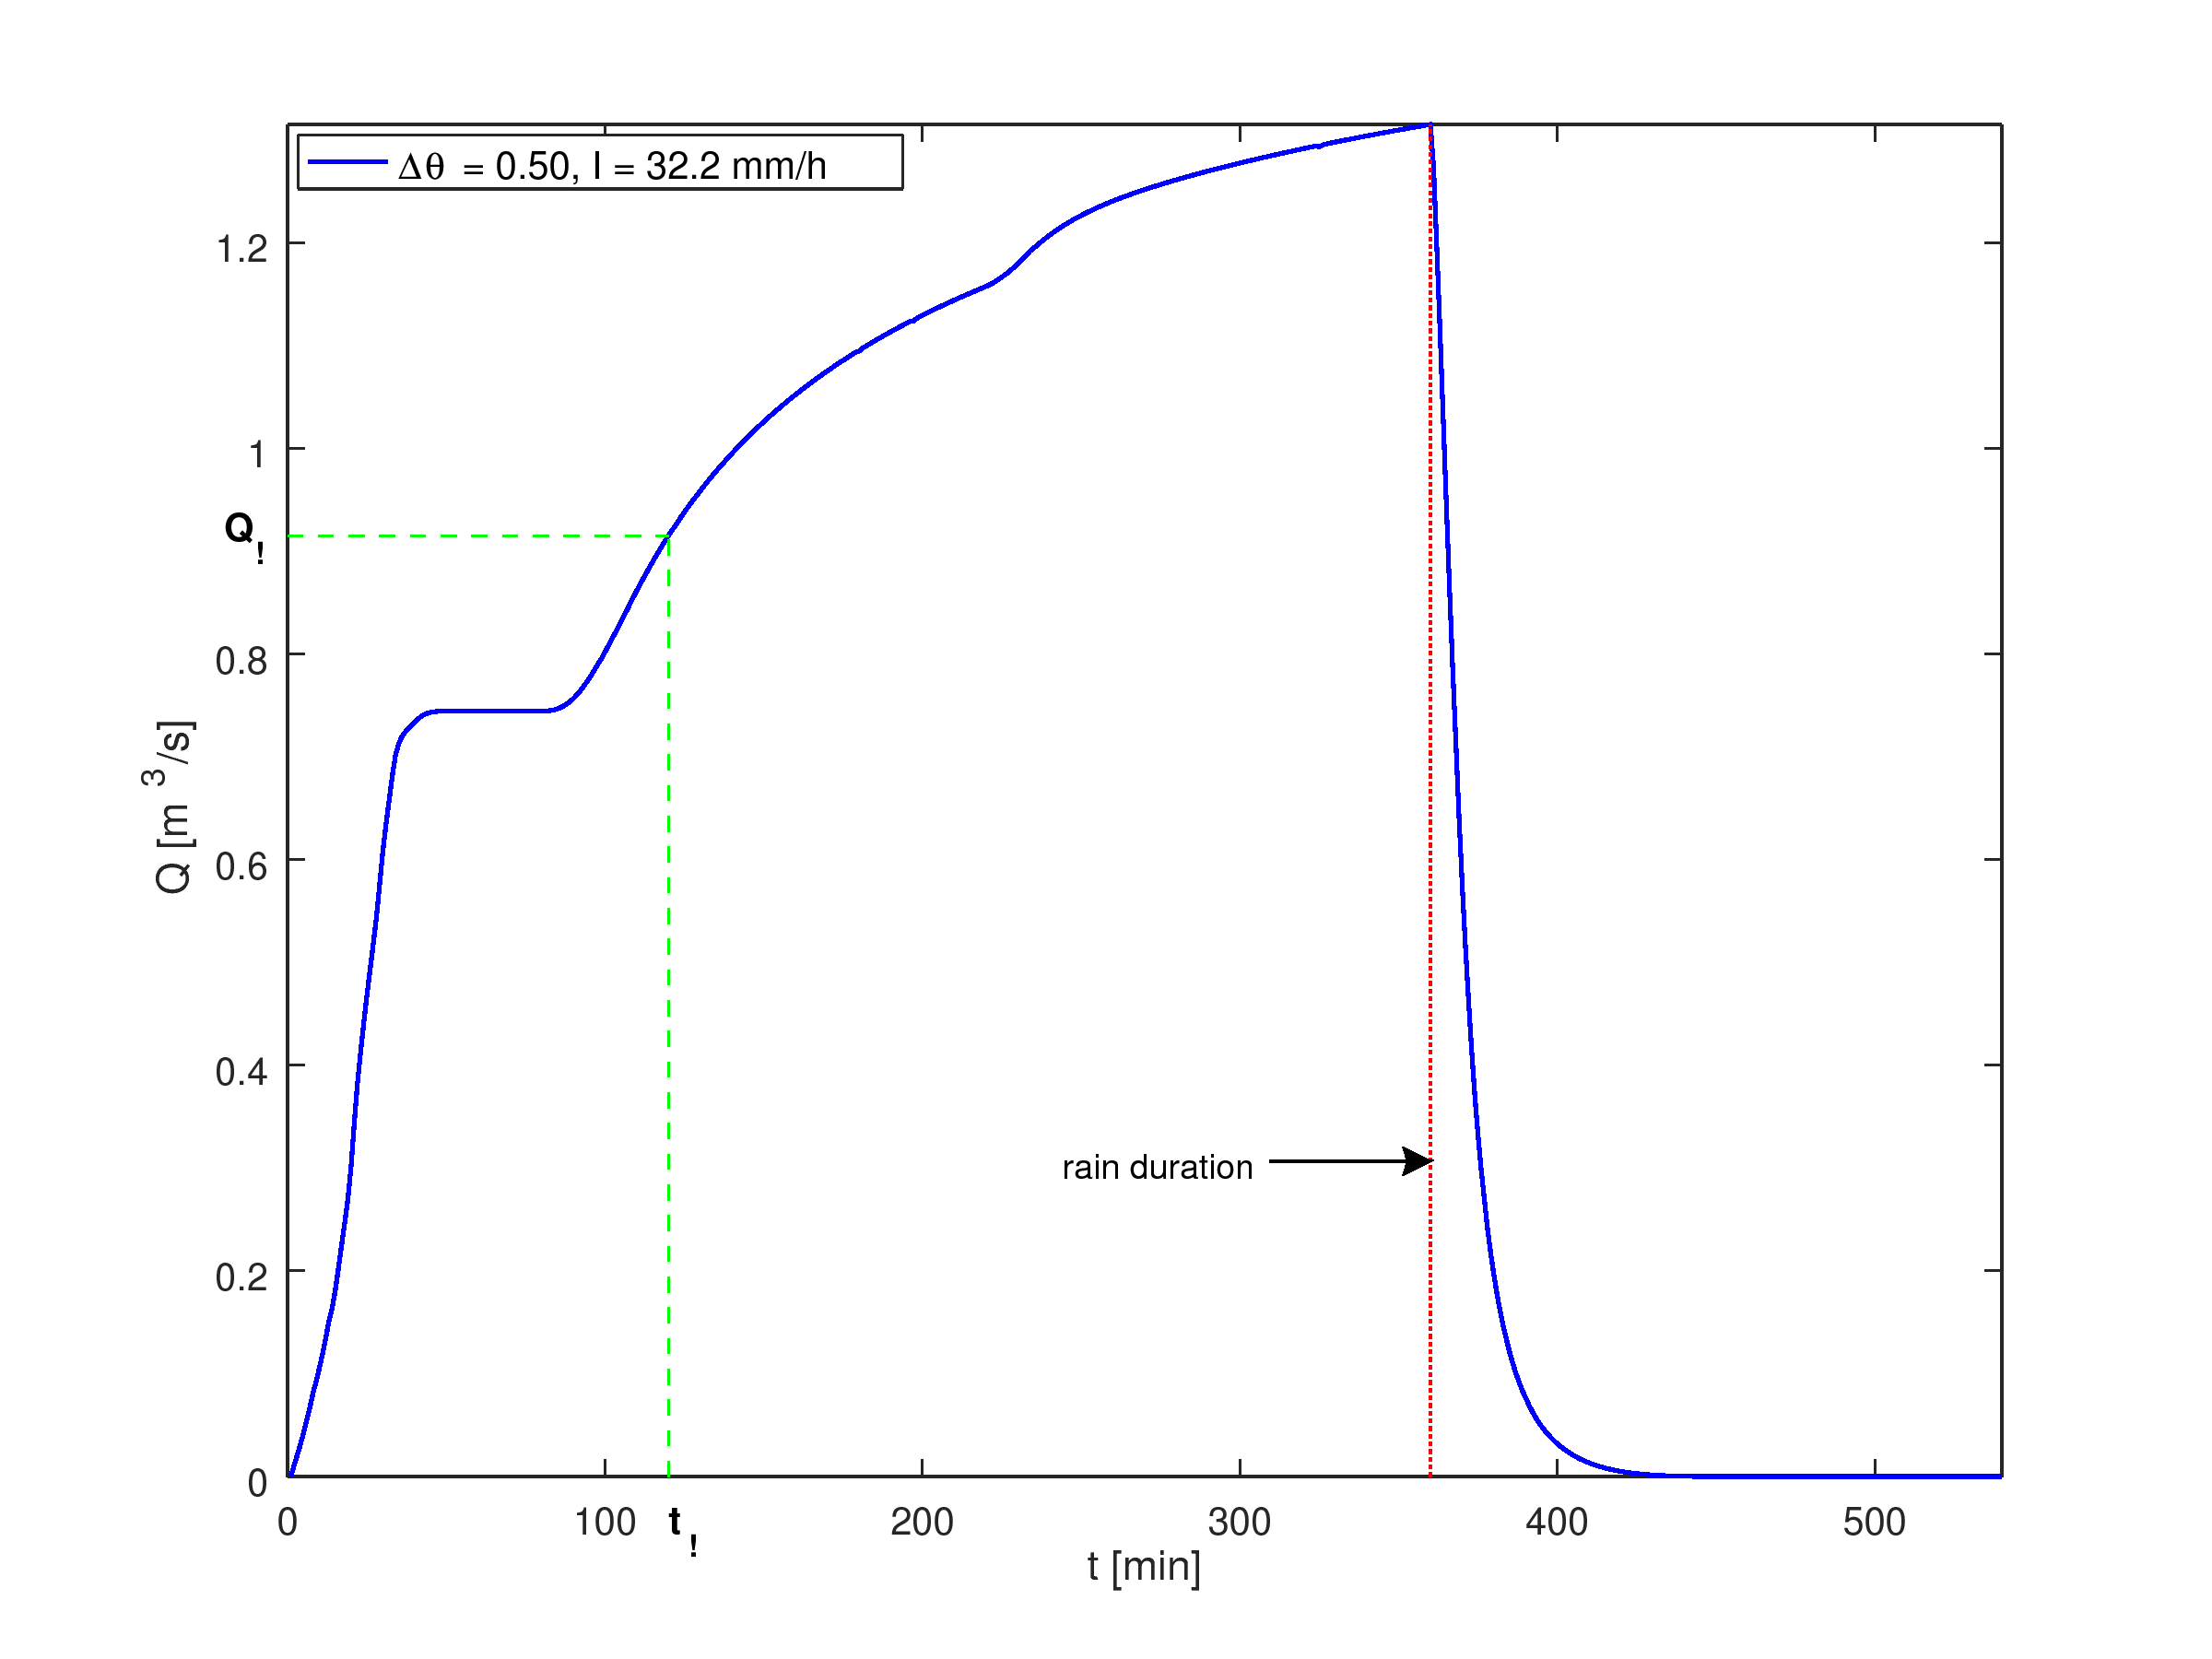 Δθ = 0.50, I = 32.2 mm/h
1.2
1
Q!
0.8
0.6
0.4
0.2
0
Q [m 3/s]
rain duration
0 100 t ! 200 300 400 500
t [min]